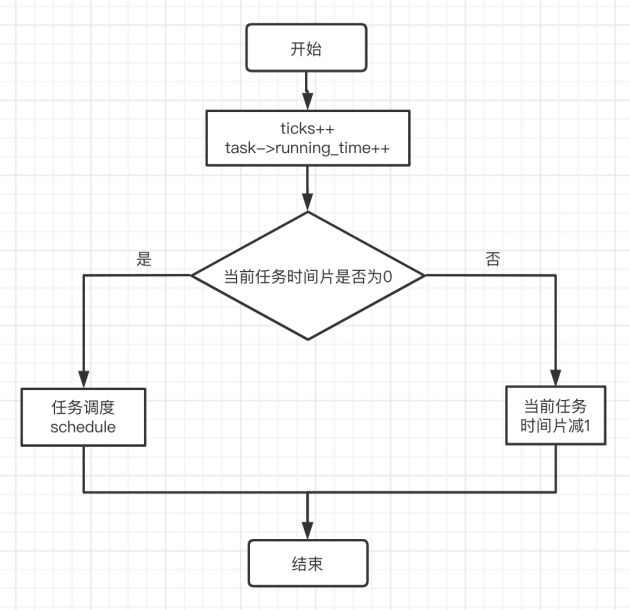 开始
ticks++
task->running_time++
当前任务时间片是否为0
是
否
任务调度
schedule
当前任务
时间片减1
结束